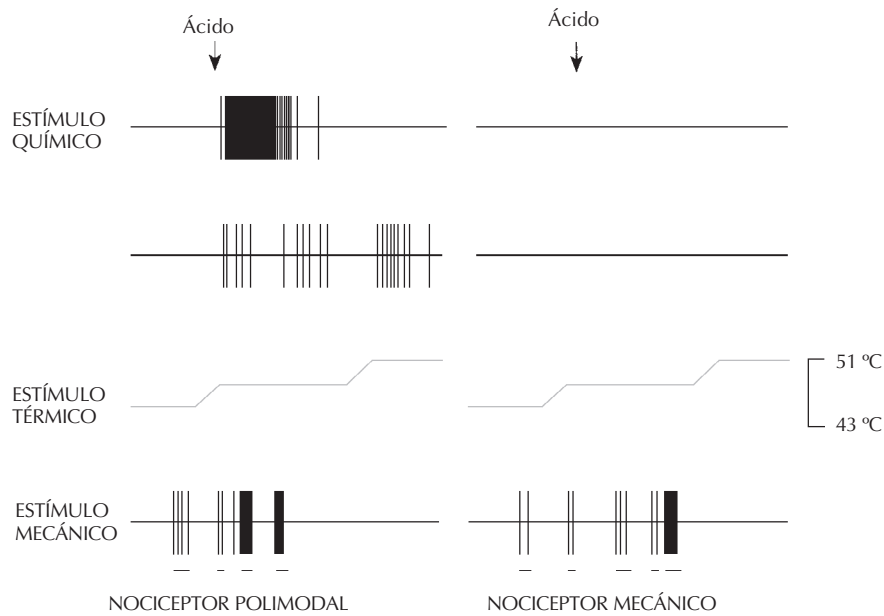 Ácido
Ácido
ESTÍMULO
QUÍMICO
ESTÍMULO
TÉRMICO
51 ºC
43 ºC
ESTÍMULO
MECÁNICO
NOCICEPTOR POLIMODAL
NOCICEPTOR MECÁNICO